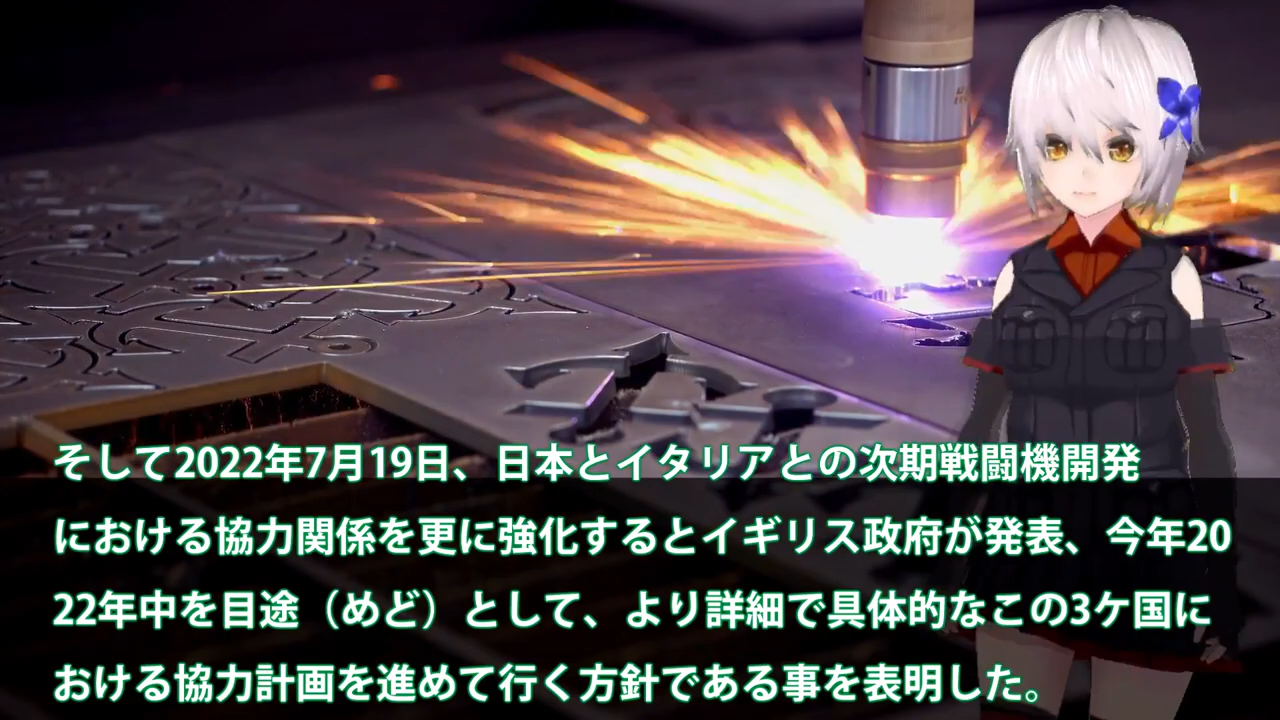 そして2022年7月19日、日本とイタリアとの次期戦闘機開発
における協力関係を更に強化するとイギリス政府が発表、今年20
22年中を目途（めど）として、より詳細で具体的なこの3ケ国に
おける協力計画を進めて行く方針である事を表明した。